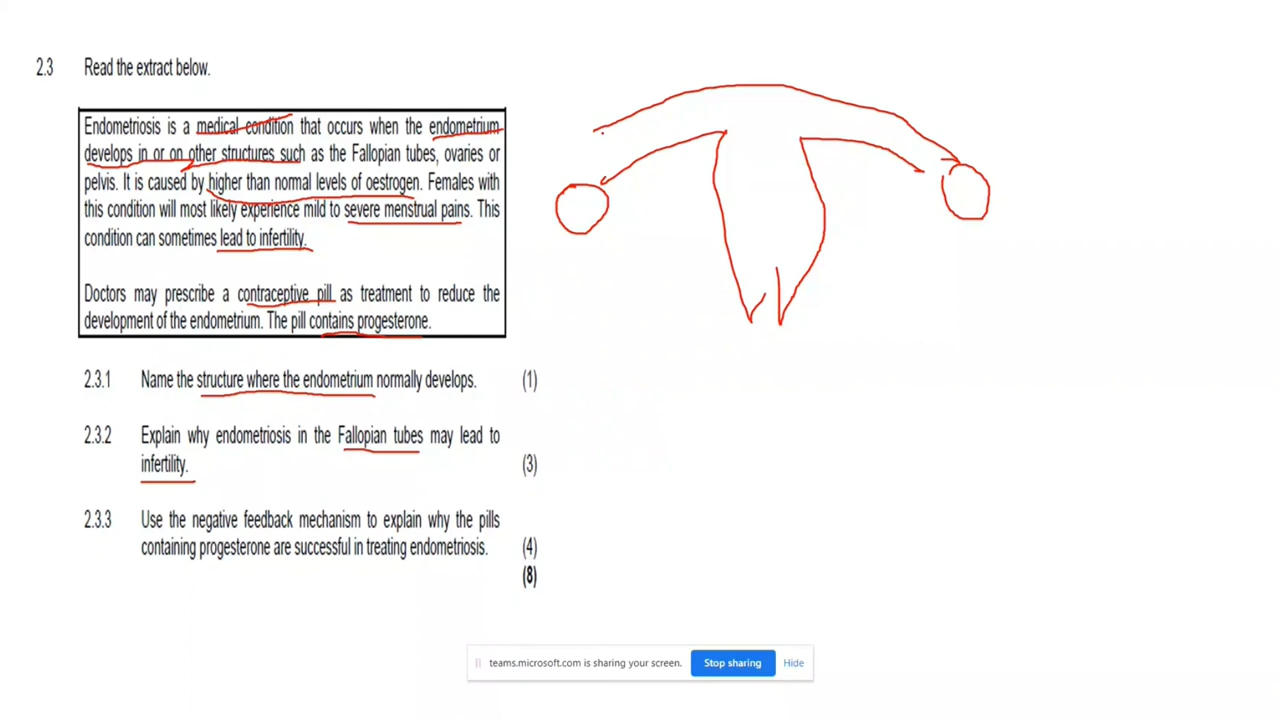 2.3 Read the extract below.
Endometriosis is a medical condition that occurs when the endometrium
develops in or on other structures such as the Fallopian tubes, ovaries or
pelvis. It is caused by higher than normal levels of oestrogen. Females with
this condition will most likely experience mild to severe menstrual pains. This
condition can sometimes lead to infertility.
Doctors may prescribe a contraceptive pill as treatment to reduce the
development of the endometrium. The pill contains progesterone.
2.3.1 Name the structure where the endometrium normally develops. (1)
2.3.2 Explain why endometriosis in the Fallopian tubes may lead to
infertility. (3)
2.3.3 Use the negative feedback mechanism to explain why the pills
containing progesterone are successful in treating endometriosis. (4)
(8)
teams.microsoft.com is sharing your screen. Stop sharing Hide